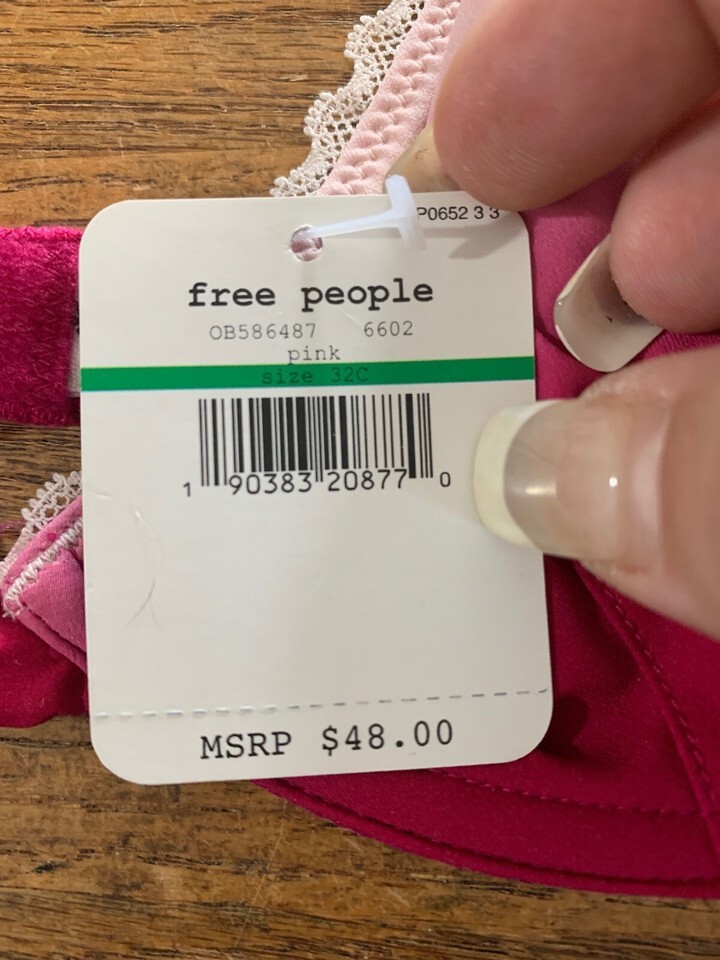 P0652 3 3
free people
OB586487 6602
pink
size 32C
1 90383 20877 0
MSRP $48.00